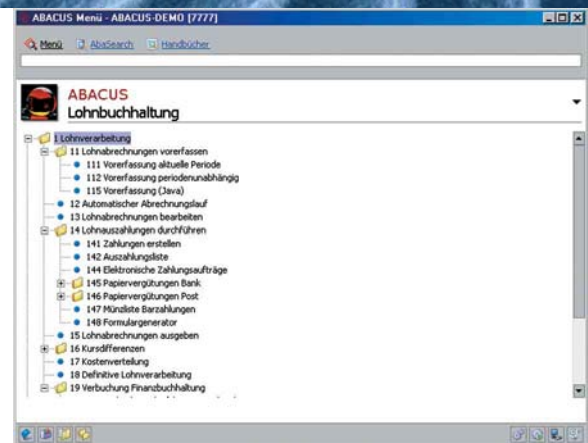 ABACUS Menü - ABACUS-DEMO [7777]
Menü AbaSearch Handbücher
ABACUS
Lohnbuchhaltung
1 Lohnverarbeitung
11 Lohnabrechnungen vorerfassen
111 Vorerfassung aktuelle Periode
112 Vorerfassung periodenunabhängig
115 Vorerfassung (Java)
12 Automatischer Abrechnungslauf
13 Lohnabrechnungen bearbeiten
14 Lohnauszahlungen durchführen
141 Zahlungen erstellen
142 Auszahlungsliste
144 Elektronische Zahlungsaufträge
145 Papiervergütungen Bank
146 Papiervergütungen Post
147 Münzliste Barzahlungen
148 Formulargenerator
15 Lohnabrechnungen ausgeben
16 Kursdifferenzen
17 Kostenverteilung
18 Definitive Lohnverarbeitung
19 Verbuchung Finanzbuchhaltung